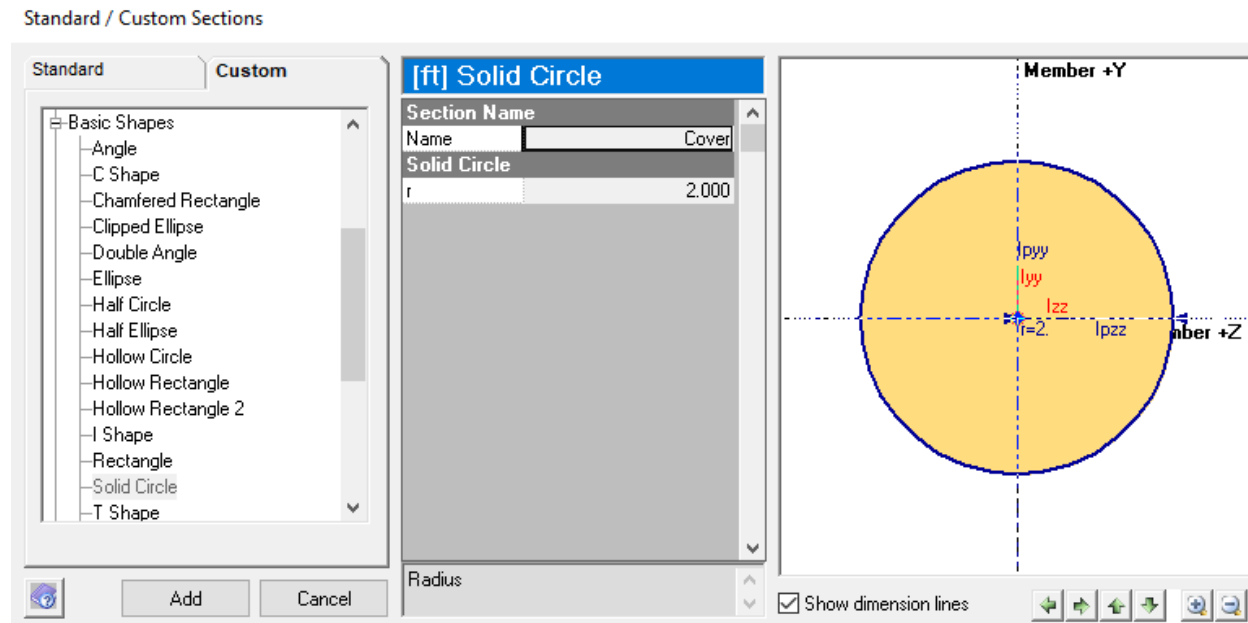 Standard / Custom Sections
Standard
Custom
Basic Shapes
Angle
C Shape
Chamfered Rectangle
Clipped Ellipse
Double Angle
Ellipse
Half Circle
Half Ellipse
Hollow Circle
Hollow Rectangle
Hollow Rectangle 2
I Shape
Rectangle
Solid Circle
T Shape
Add
Cancel
[ft] Solid Circle
Section Name
Name Cover
Solid Circle
r 2.000
Radius
Member +Y
Ipyy
Iyy
Izz
r=2. Ipzz
mber +Z
Show dimension lines